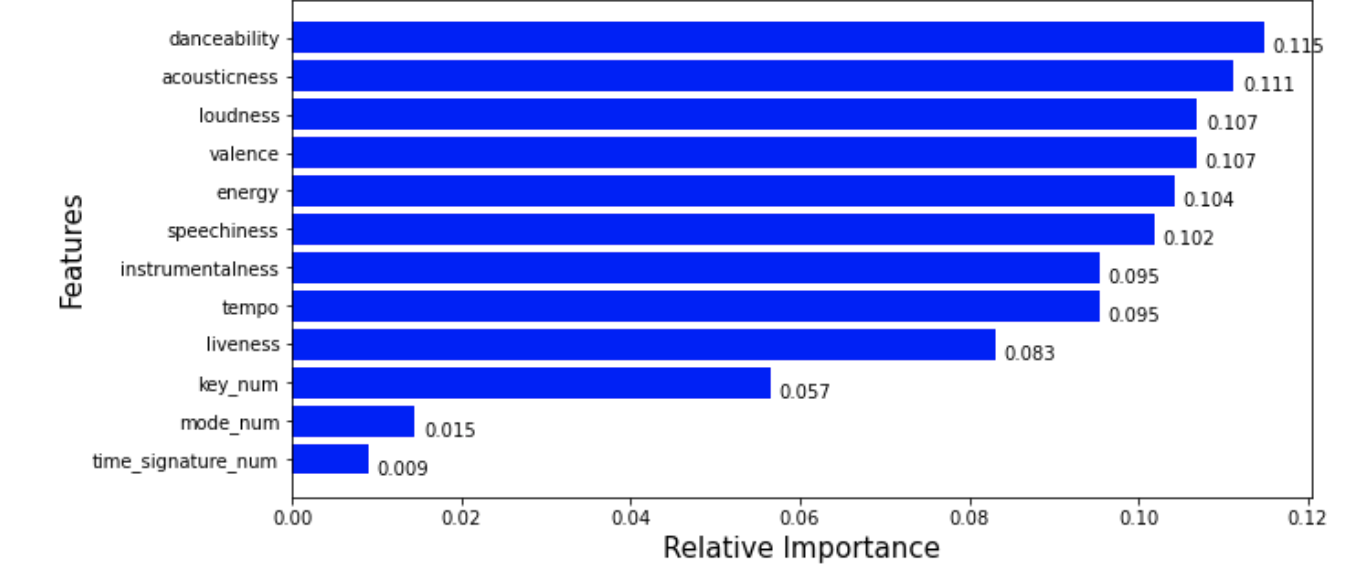 danceability 0.115
acousticness 0.111
loudness 0.107
valence 0.107
energy 0.104
speechiness 0.102
instrumentalness 0.095
tempo 0.095
liveness 0.083
key_num 0.057
mode_num 0.015
time_signature_num 0.009
Features
0.00 0.02 0.04 0.06 0.08 0.10 0.12
Relative Importance